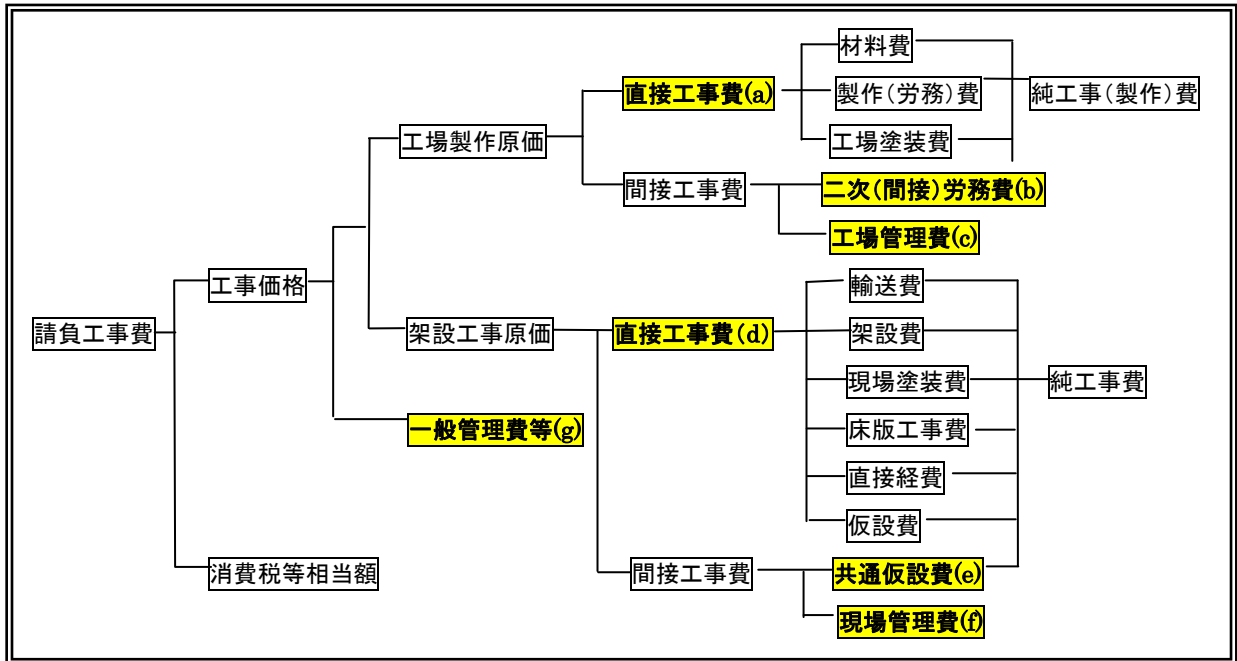 材料費
直接工事費(a)
製作(労務)費
純工事(製作)費
工場製作原価
工場塗装費
間接工事費
二次(間接)労務費(b)
工場管理費(c)
工事価格
輸送費
請負工事費
架設工事原価
直接工事費(d)
架設費
現場塗装費
純工事費
一般管理費等(g)
床版工事費
直接経費
仮設費
消費税等相当額
間接工事費
共通仮設費(e)
現場管理費(f)